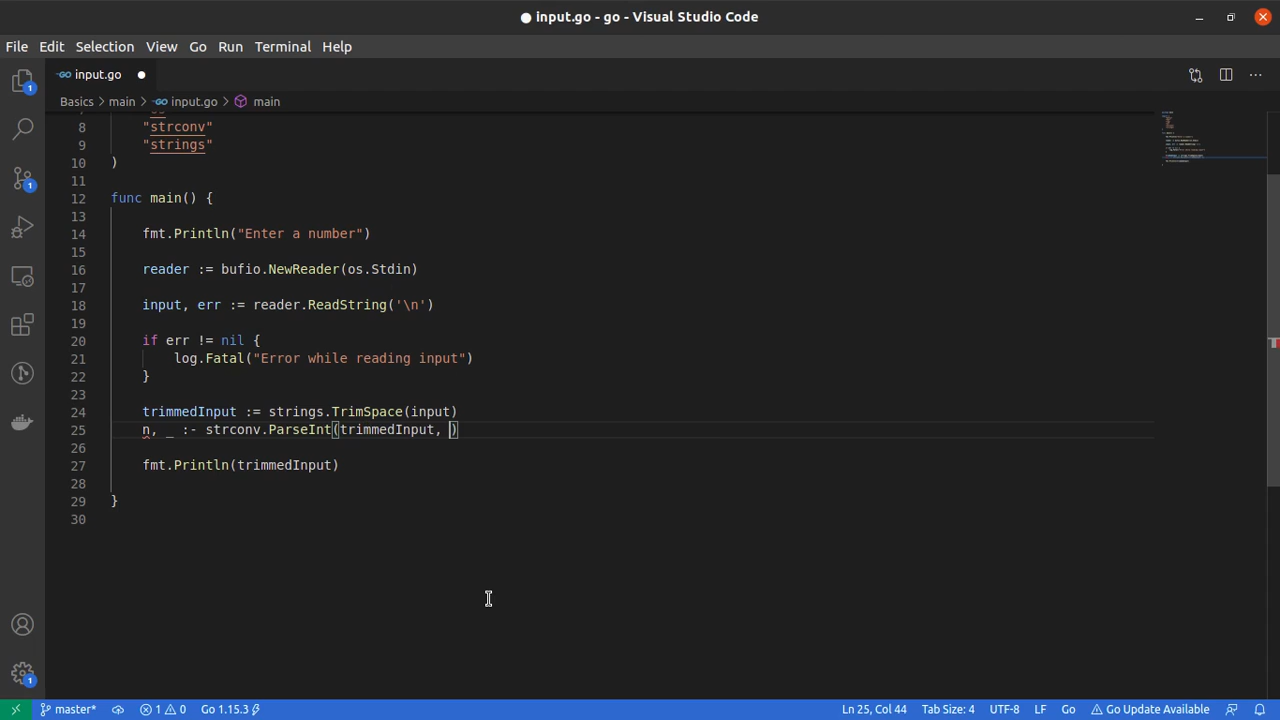 input.go - go - Visual Studio Code
File Edit Selection View Go Run Terminal Help
GO input.go
Basics > main > GO input.go > main
8 "strconv"
9 "strings"
10 )
11
12 func main() {
13
14 fmt.Println("Enter a number")
15
16 reader := bufio.NewReader(os.Stdin)
17
18 input, err := reader.ReadString('\n')
19
20 if err != nil {
21 log.Fatal("Error while reading input")
22 }
23
24 trimmedInput := strings.TrimSpace(input)
25 n, _ :- strconv.ParseInt(trimmedInput, )
26
27 fmt.Println(trimmedInput)
28
29 }
30
1
1
1
master* 1 0 Go 1.15.3 Ln 25, Col 44 Tab Size: 4 UTF-8 LF Go Go Update Available